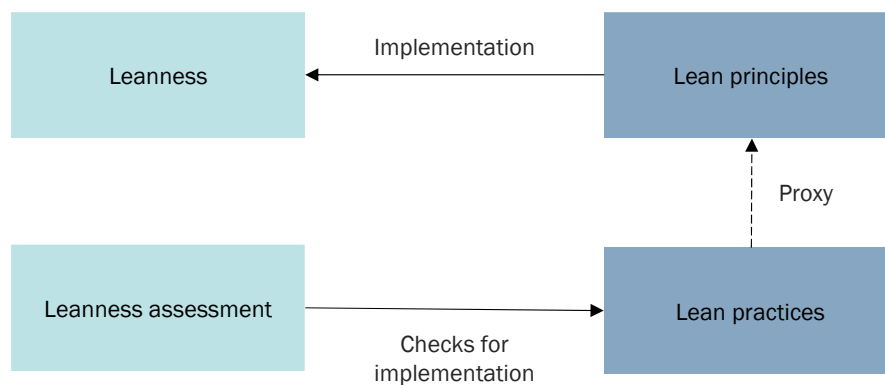 Implementation
Leanness
Lean principles
Proxy
Leanness assessment
Lean practices
Checks for
implementation